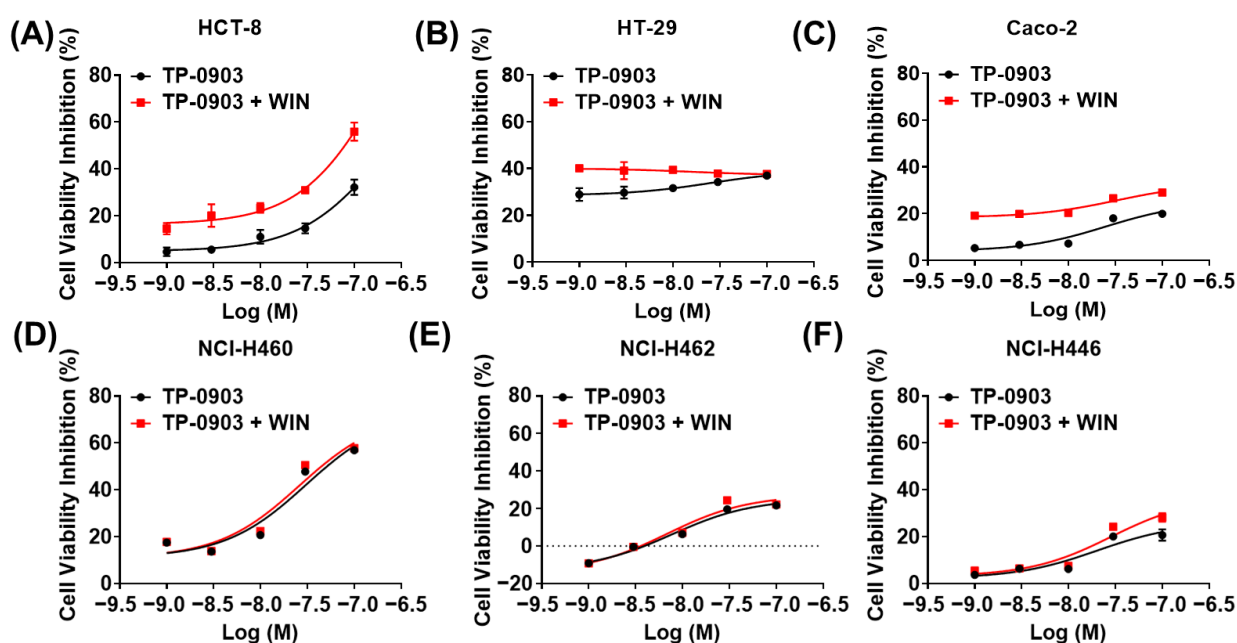 (A)
HCT-8
Cell Viability Inhibition (%)
80
60
40
20
0
TP-0903
TP-0903 + WIN
−9.5 −9.0 −8.5 −8.0 −7.5 −7.0 −6.5
Log (M)
(B)
HT-29
Cell Viability Inhibition (%)
80
60
40
20
0
TP-0903
TP-0903 + WIN
−9.5 −9.0 −8.5 −8.0 −7.5 −7.0 −6.5
Log (M)
(C)
Caco-2
Cell Viability Inhibition (%)
80
60
40
20
0
TP-0903
TP-0903 + WIN
−9.5 −9.0 −8.5 −8.0 −7.5 −7.0 −6.5
Log (M)
(D)
NCI-H460
Cell Viability Inhibition (%)
80
60
40
20
0
TP-0903
TP-0903 + WIN
−9.5 −9.0 −8.5 −8.0 −7.5 −7.0 −6.5
Log (M)
(E)
NCI-H462
Cell Viability Inhibition (%)
80
60
40
20
0
−20
TP-0903
TP-0903 + WIN
−9.5 −9.0 −8.5 −8.0 −7.5 −7.0 −6.5
Log (M)
(F)
NCI-H446
Cell Viability Inhibition (%)
80
60
40
20
0
TP-0903
TP-0903 + WIN
−9.5 −9.0 −8.5 −8.0 −7.5 −7.0 −6.5
Log (M)